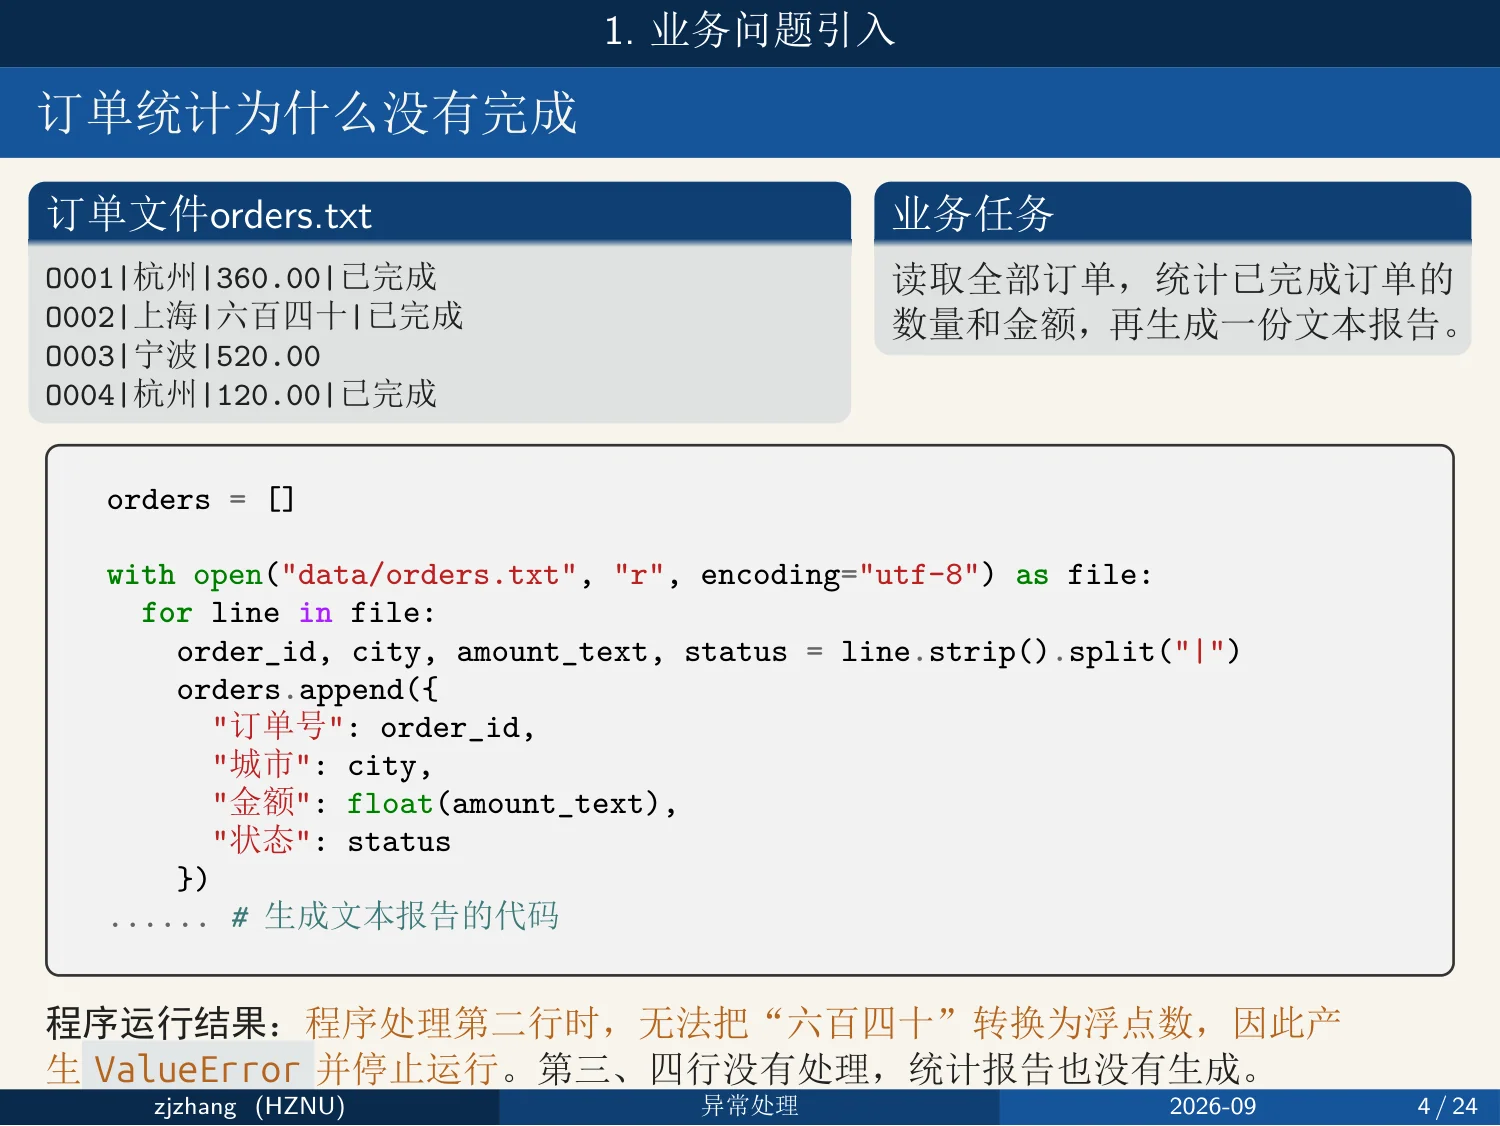 1. 业务问题引入
订单统计为什么没有完成
订单文件orders.txt
O001|杭州|360.00|已完成
O002|上海|六百四十|已完成
O003|宁波|520.00
O004|杭州|120.00|已完成
业务任务
读取全部订单，统计已完成订单的
数量和金额，再生成一份文本报告。
orders = []
with open("data/orders.txt", "r", encoding="utf-8") as file:
  for line in file:
    order_id, city, amount_text, status = line.strip().split("|")
    orders.append({
      "订单号": order_id,
      "城市": city,
      "金额": float(amount_text),
      "状态": status
    })
...... # 生成文本报告的代码
程序运行结果：程序处理第二行时，无法把“六百四十”转换为浮点数，因此产
生 ValueError 并停止运行。第三、四行没有处理，统计报告也没有生成。
zjzhang (HZNU)
异常处理
2026-09
4 / 24